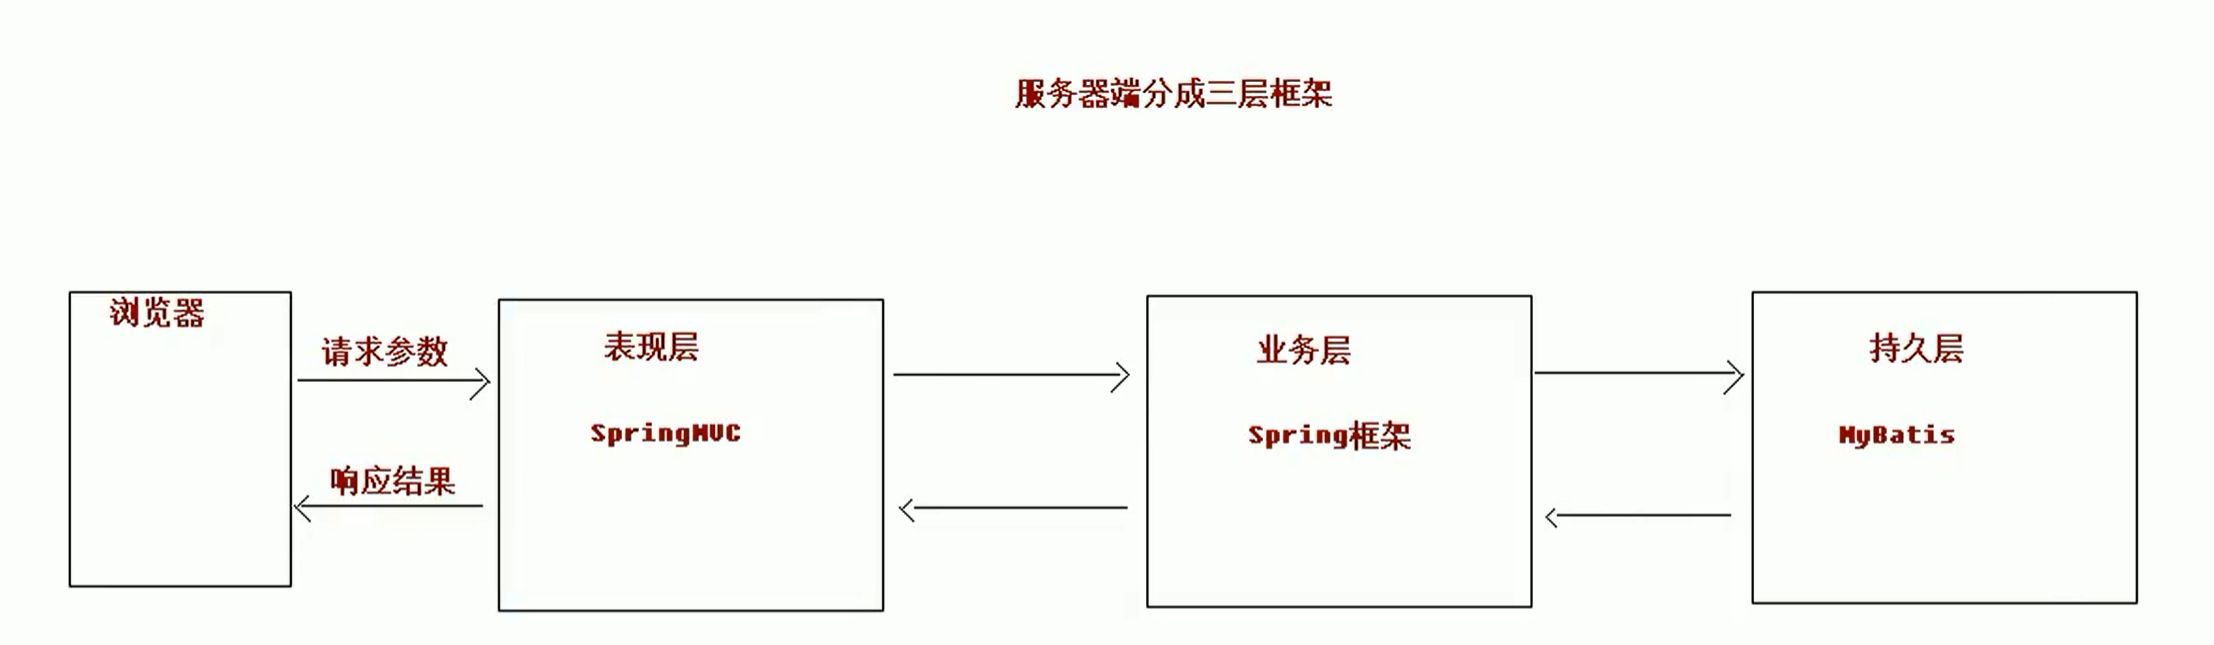 服务器端分成三层框架
浏览器
请求参数
响应结果
表现层
SpringMVC
业务层
Spring框架
持久层
MyBatis